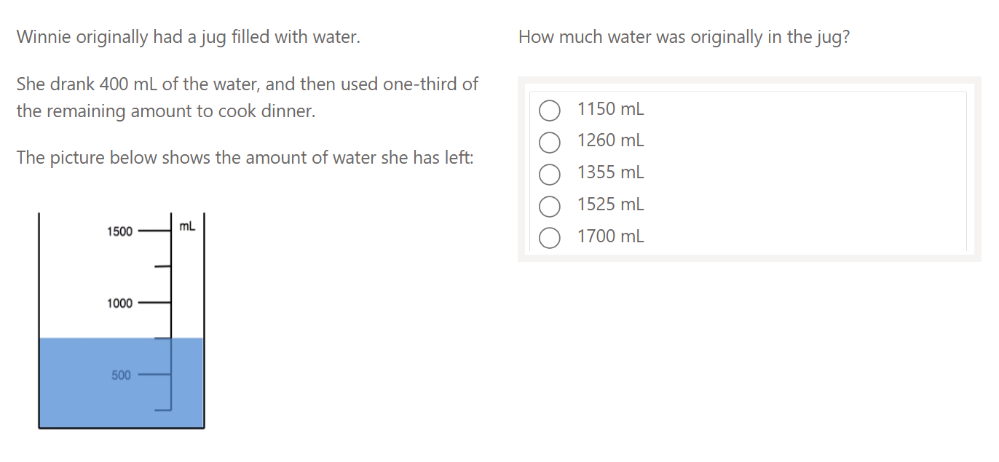 Winnie originally had a jug filled with water.
She drank 400 mL of the water, and then used one-third of
the remaining amount to cook dinner.
The picture below shows the amount of water she has left:
1500
mL
1000
500
How much water was originally in the jug?
1150 mL
1260 mL
1355 mL
1525 mL
1700 mL